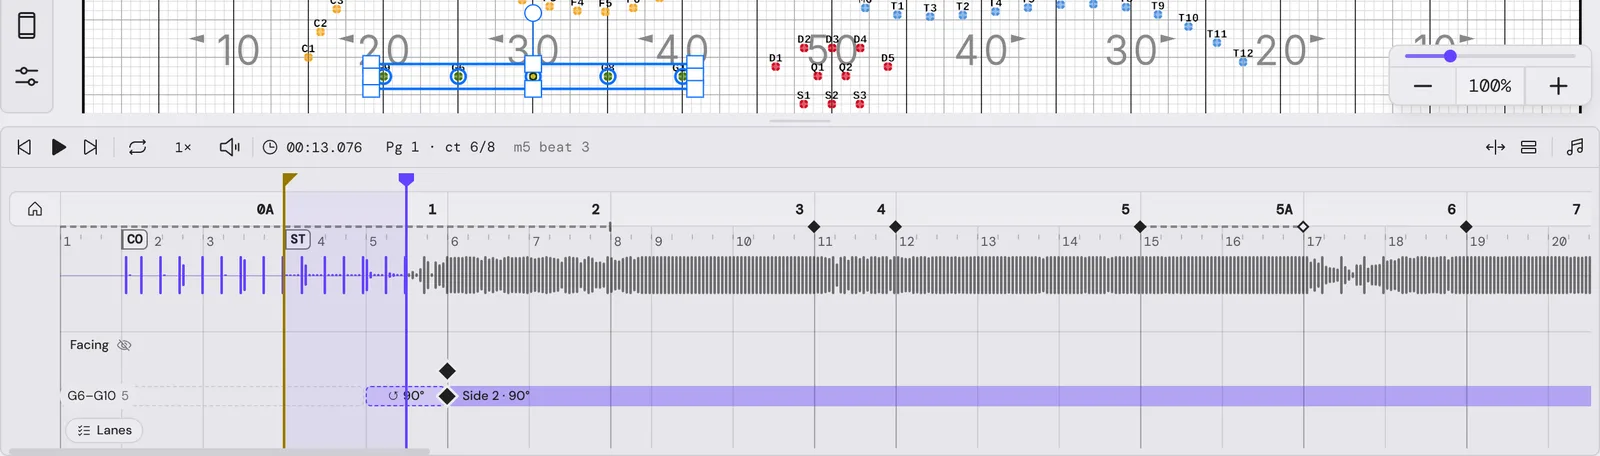 C3 F4 F5 F6 T1 T3 T2 T4 T9
C2 T10
C1 D2 D3 D4 T11
10 20 30 40 50 40 30 20 10
D1 D5 T12
Q1 Q2
S1 S2 S3
100%
1× 00:13.076 Pg 1 · ct 6/8 m5 beat 3
0A 1 2 3 4 5 5A 6 7
1 CO 2 3 ST 4 5 6 7 8 9 10 11 12 13 14 15 16 17 18 19 20
Facing
G6–G10 5 ↺ 90° Side 2 · 90°
Lanes